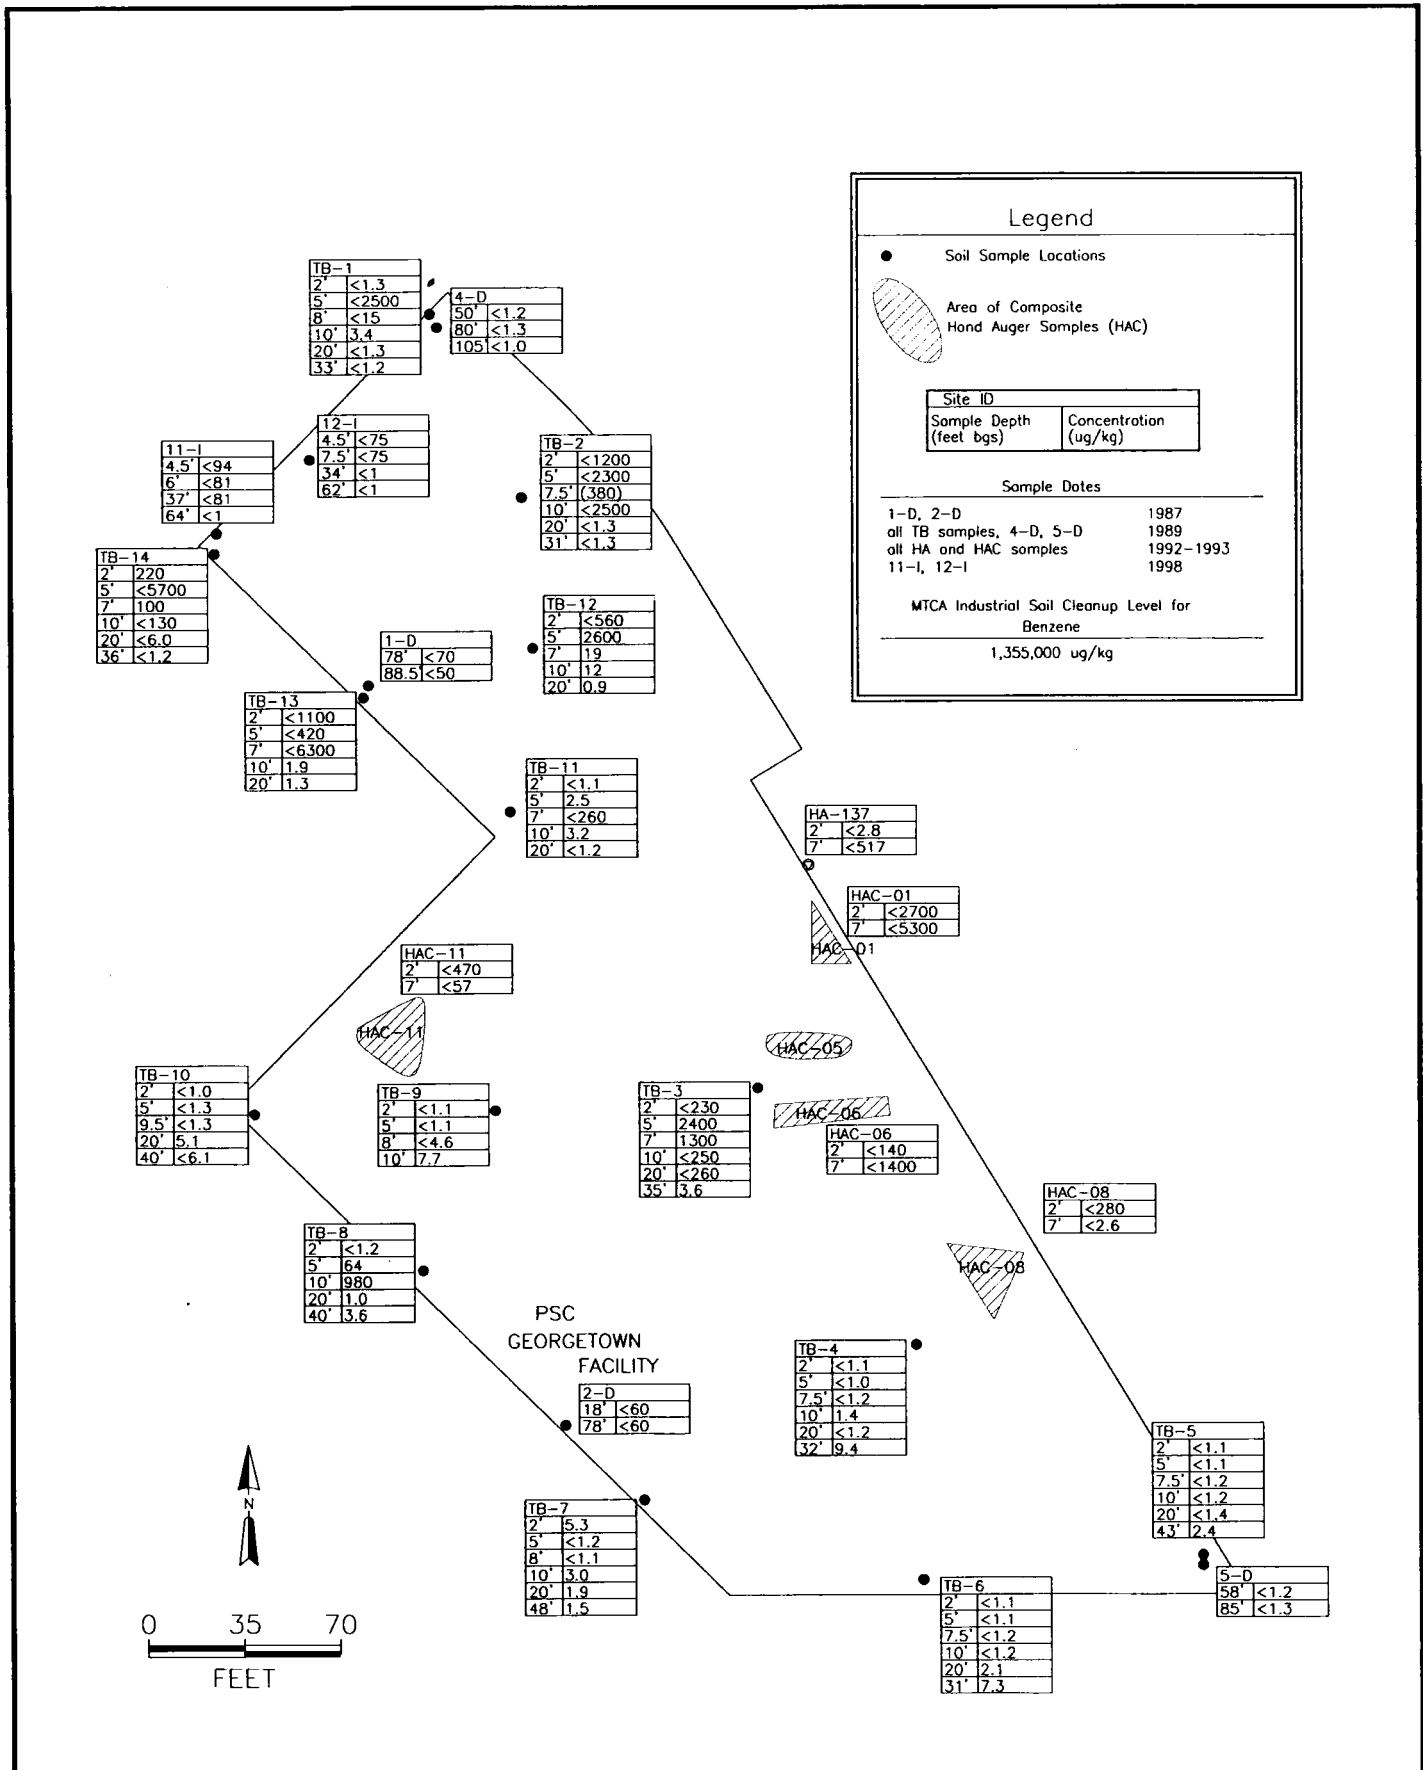 Legend
Soil Sample Locations
Area of Composite
Hand Auger Samples (HAC)
Site ID
Sample Depth (feet bgs) Concentration (ug/kg)
Sample Dates
1-D, 2-D 1987
all TB samples, 4-D, 5-D 1989
all HA and HAC samples 1992-1993
11-I, 12-I 1998
MTCA Industrial Soil Cleanup Level for
Benzene
1,355,000 ug/kg
TB-1
2' <1.3
5' <2500
8' <15
10' 3.4
20' <1.3
33' <1.2
4-D
50' <1.2
80' <1.3
105' <1.0
12-I
4.5' <75
7.5' <75
34' <1
62' <1
11-I
4.5' <94
6' <81
37' <81
64' <1
TB-2
2' <1200
5' <2300
7.5' (380)
10' <2500
20' <1.3
31' <1.3
TB-14
2' 220
5' <5700
7' 100
10' <130
20' <6.0
36' <1.2
TB-12
2' <560
5' 2600
7' 19
10' 12
20' 0.9
1-D
78' <70
88.5' <50
TB-13
2' <1100
5' <420
7' <6300
10' 1.9
20' 1.3
TB-11
2' <1.1
5' 2.5
7' <260
10' 3.2
20' <1.2
HA-137
2' <2.8
7' <517
HAC-01
2' <2700
7' <5300
HAC-01
HAC-11
2' <470
7' <57
HAC-11
HAC-05
TB-10
2' <1.0
5' <1.3
9.5' <1.3
20' 5.1
40' <6.1
TB-9
2' <1.1
5' <1.1
8' <4.6
10' 7.7
TB-3
2' <230
5' 2400
7' 1300
10' <250
20' <260
35' 3.6
HAC-06
HAC-06
2' <140
7' <1400
HAC-08
2' <280
7' <2.6
HAC-08
TB-8
2' <1.2
5' 64
10' 980
20' 1.0
40' 3.6
PSC
GEORGETOWN
FACILITY
TB-4
2' <1.1
5' <1.0
7.5' <1.2
10' 1.4
20' <1.2
32' 9.4
2-D
18' <60
78' <60
TB-5
2' <1.1
5' <1.1
7.5' <1.2
10' <1.2
20' <1.4
43' 2.4
TB-7
2' 5.3
5' <1.2
8' <1.1
10' 3.0
20' 1.9
48' 1.5
5-D
58' <1.2
85' <1.3
TB-6
2' <1.1
5' <1.1
7.5' <1.2
10' <1.2
20' 2.1
31' 7.3
N
0 35 70
FEET